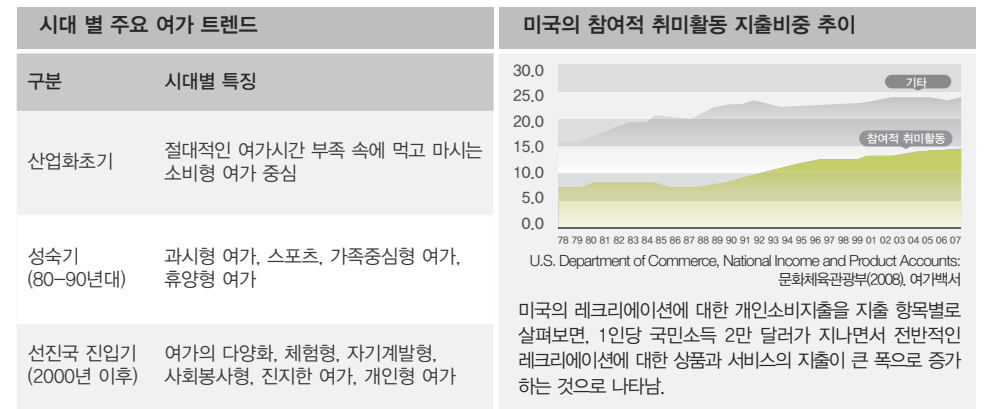 시대 별 주요 여가 트렌드
구분 시대별 특징
산업화초기 절대적인 여가시간 부족 속에 먹고 마시는
소비형 여가 중심
성숙기
(80-90년대)
과시형 여가, 스포츠, 가족중심형 여가,
휴양형 여가
선진국 진입기
(2000년 이후)
여가의 다양화, 체험형, 자기계발형,
사회봉사형, 진지한 여가, 개인형 여가
미국의 참여적 취미활동 지출비중 추이
30.0
25.0
20.0
15.0
10.0
5.0
0.0
기타
참여적 취미활동
78 79 80 81 82 83 84 85 86 87 88 89 90 91 92 93 94 95 96 97 98 99 01 02 03 04 05 06 07
U.S. Department of Commerce, National Income and Product Accounts:
문화체육관광부(2008). 여가백서
미국의 레크리에이션에 대한 개인소비지출을 지출 항목별로
살펴보면, 1인당 국민소득 2만 달러가 지나면서 전반적인
레크리에이션에 대한 상품과 서비스의 지출이 큰 폭으로 증가
하는 것으로 나타남.